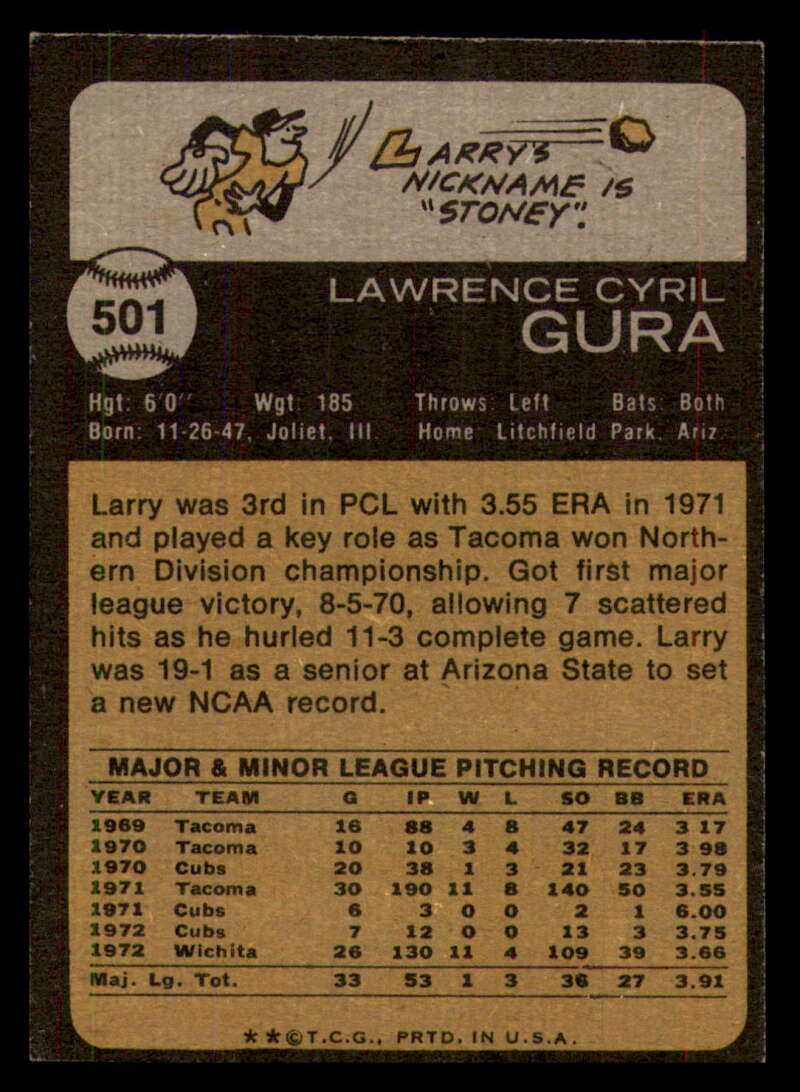 LARRY'S
NICKNAME IS
"STONEY".
501
LAWRENCE CYRIL
GURA
Hgt: 6'0" Wgt: 185 Throws: Left Bats: Both
Born: 11-26-47, Joliet, Ill. Home: Litchfield Park, Ariz.
Larry was 3rd in PCL with 3.55 ERA in 1971
and played a key role as Tacoma won North-
ern Division championship. Got first major
league victory, 8-5-70, allowing 7 scattered
hits as he hurled 11-3 complete game. Larry
was 19-1 as a senior at Arizona State to set
a new NCAA record.
MAJOR & MINOR LEAGUE PITCHING RECORD
YEAR TEAM G IP W L SO BB ERA
1969 Tacoma 16 88 4 8 47 24 3.17
1970 Tacoma 10 10 3 4 32 17 3.98
1970 Cubs 20 38 1 3 21 23 3.79
1971 Tacoma 30 190 11 8 140 50 3.55
1971 Cubs 6 3 0 0 2 1 6.00
1972 Cubs 7 12 0 0 13 3 3.75
1972 Wichita 26 130 11 4 109 39 3.66
Maj. Lg. Tot. 33 53 1 3 36 27 3.91
**©T.C.G., PRTD. IN U.S.A.